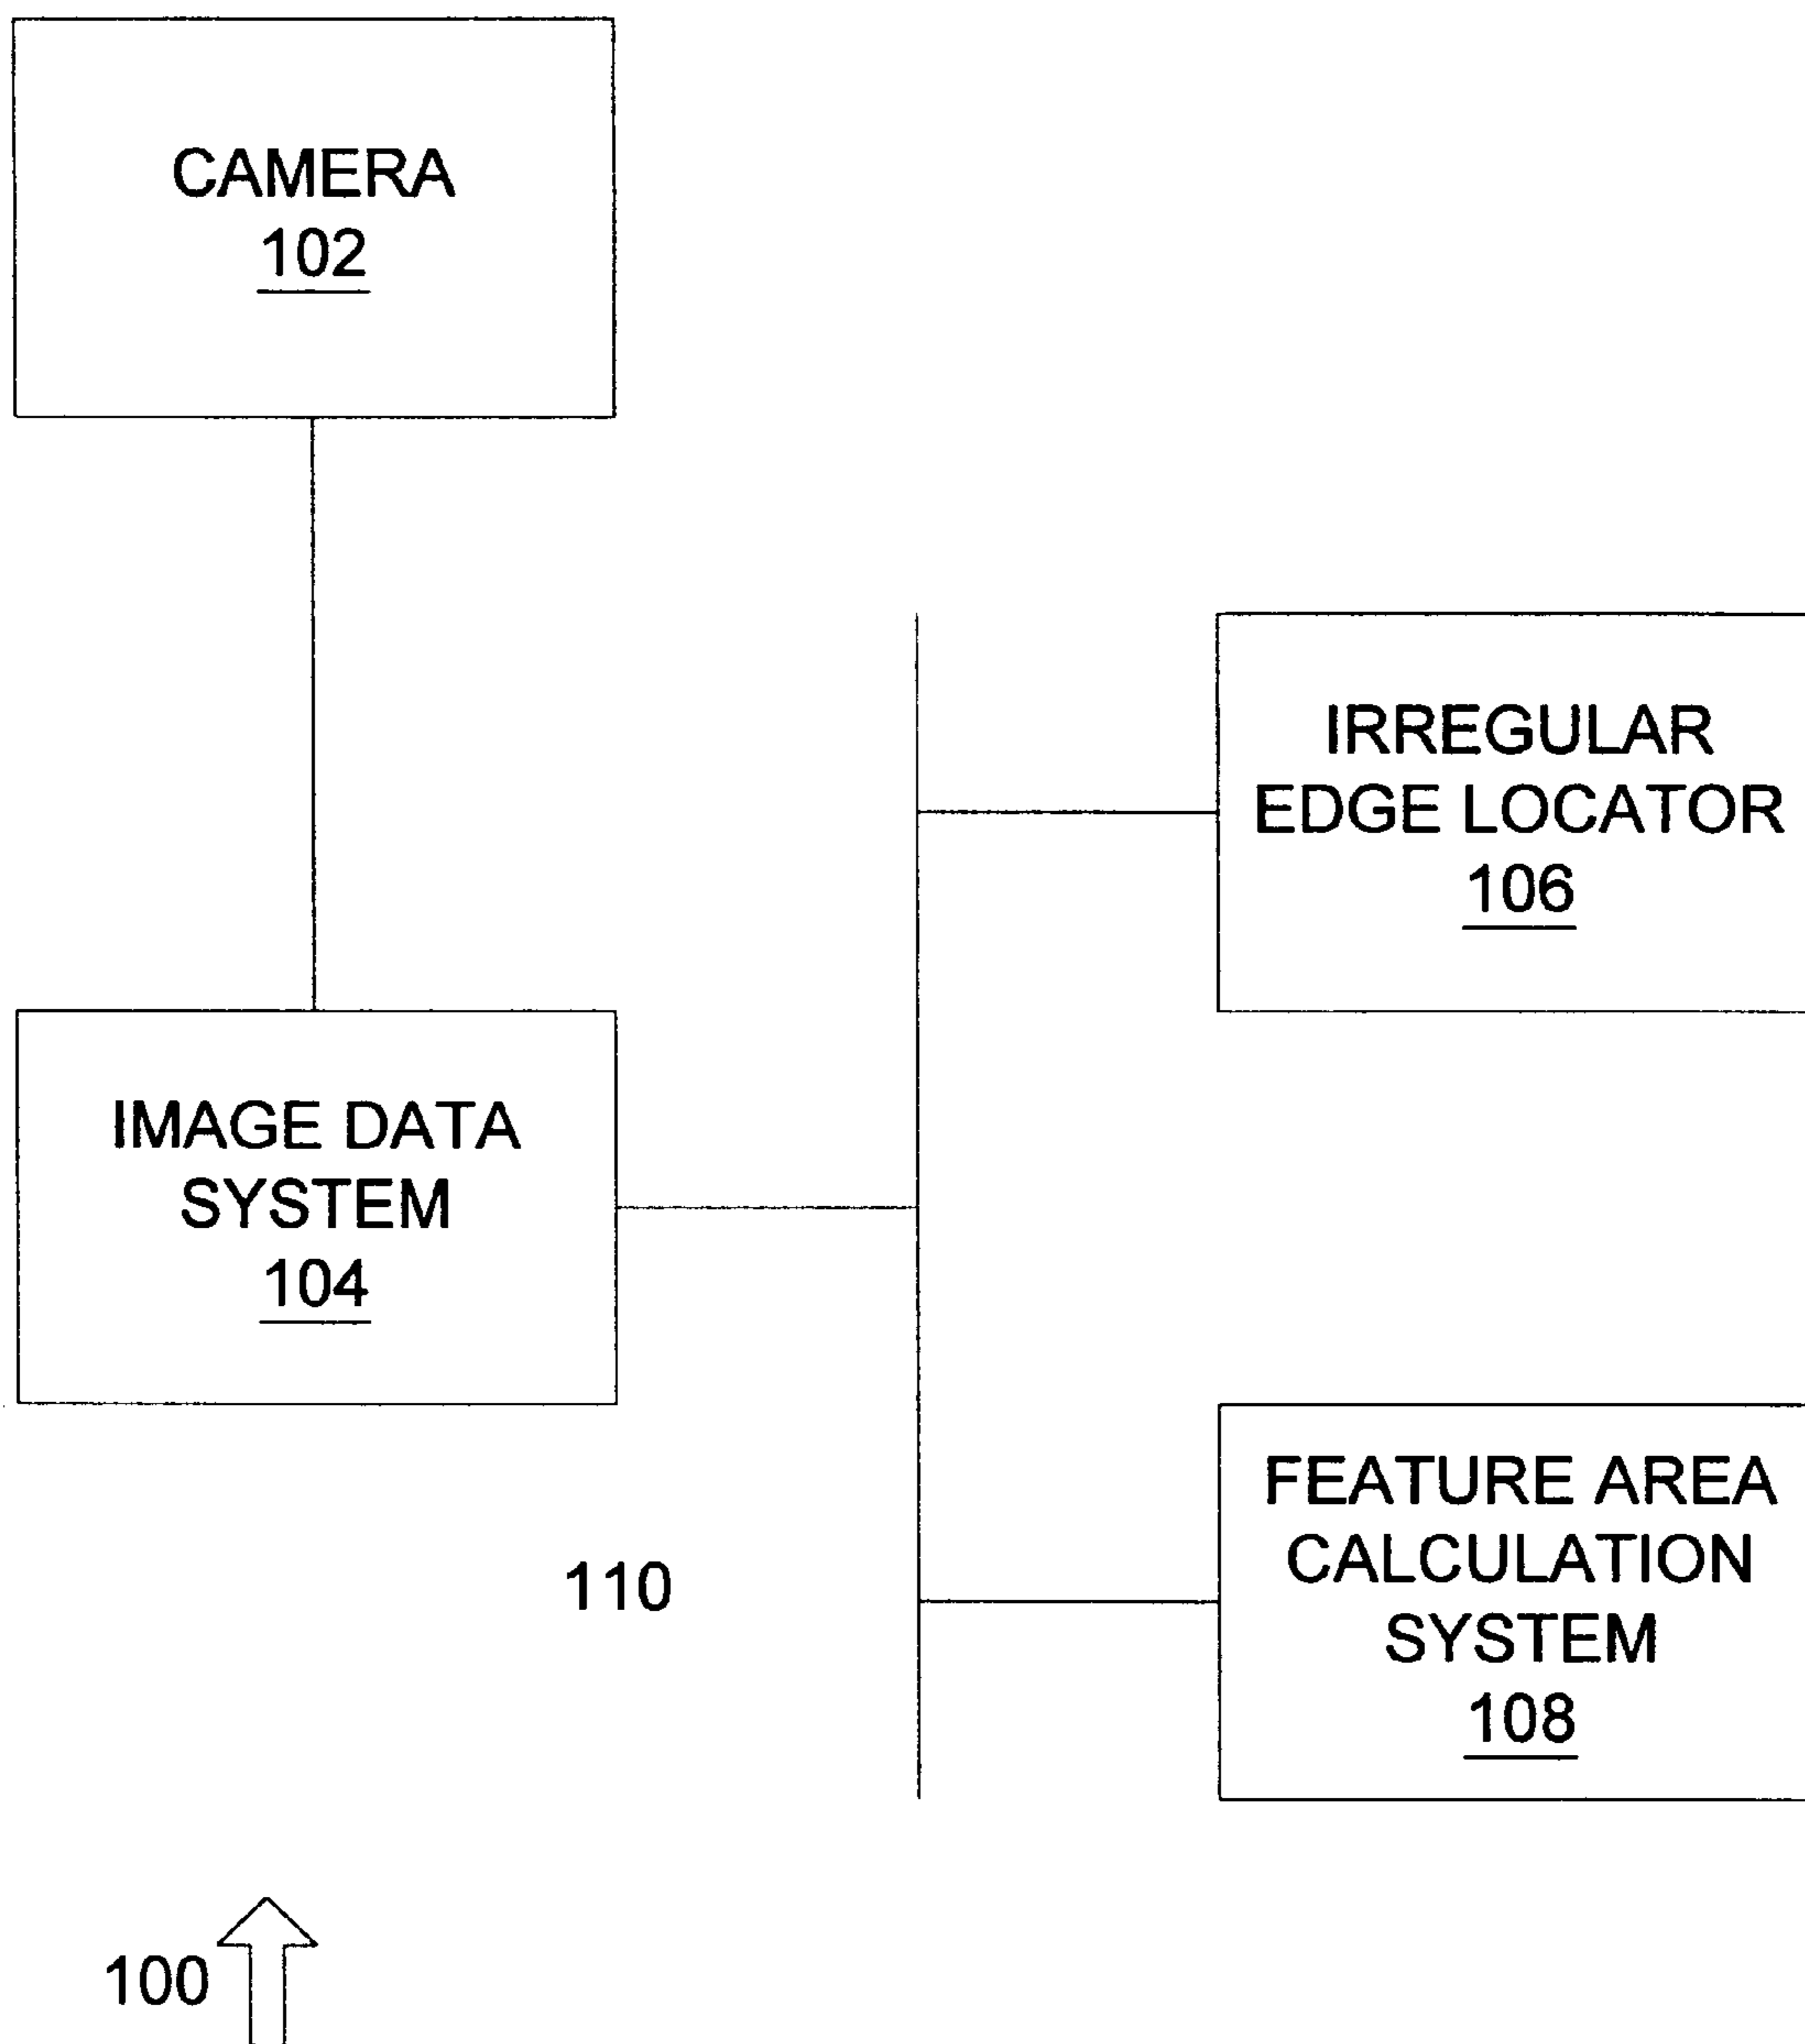 CAMERA
102
IRREGULAR
EDGE LOCATOR
106
IMAGE DATA
SYSTEM
104
FEATURE AREA
CALCULATION
SYSTEM
108
110
100